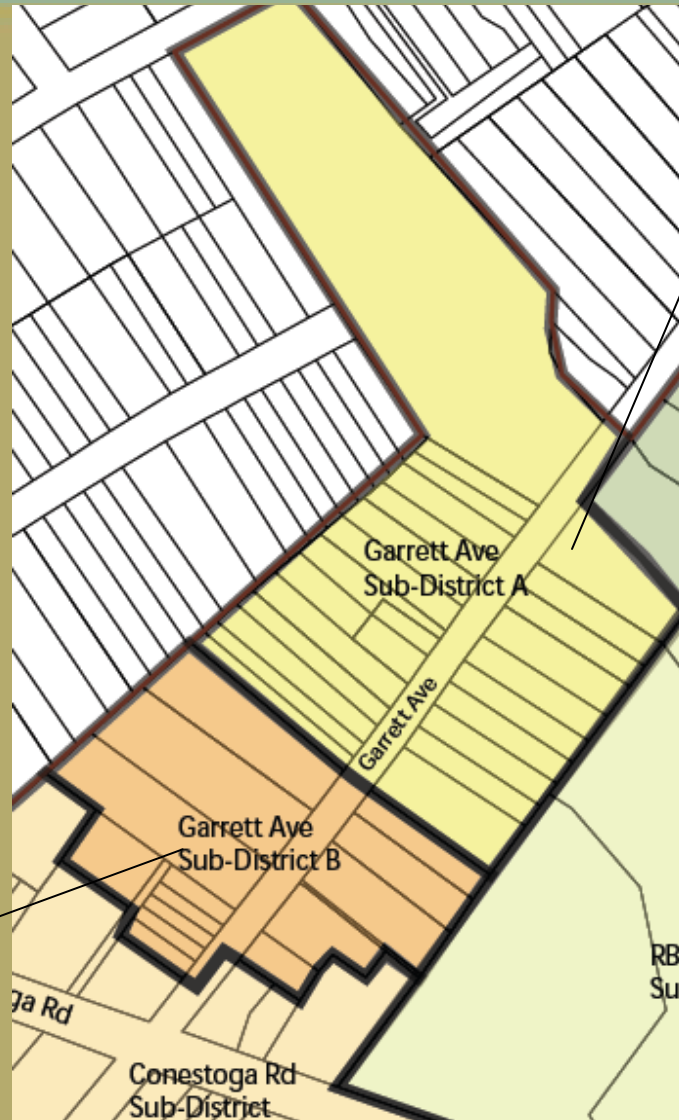 Garrett Ave
Sub-District A
Garrett Ave
Garrett Ave
Sub-District B
RB
Su
ga Rd
Conestoga Rd
Sub-District